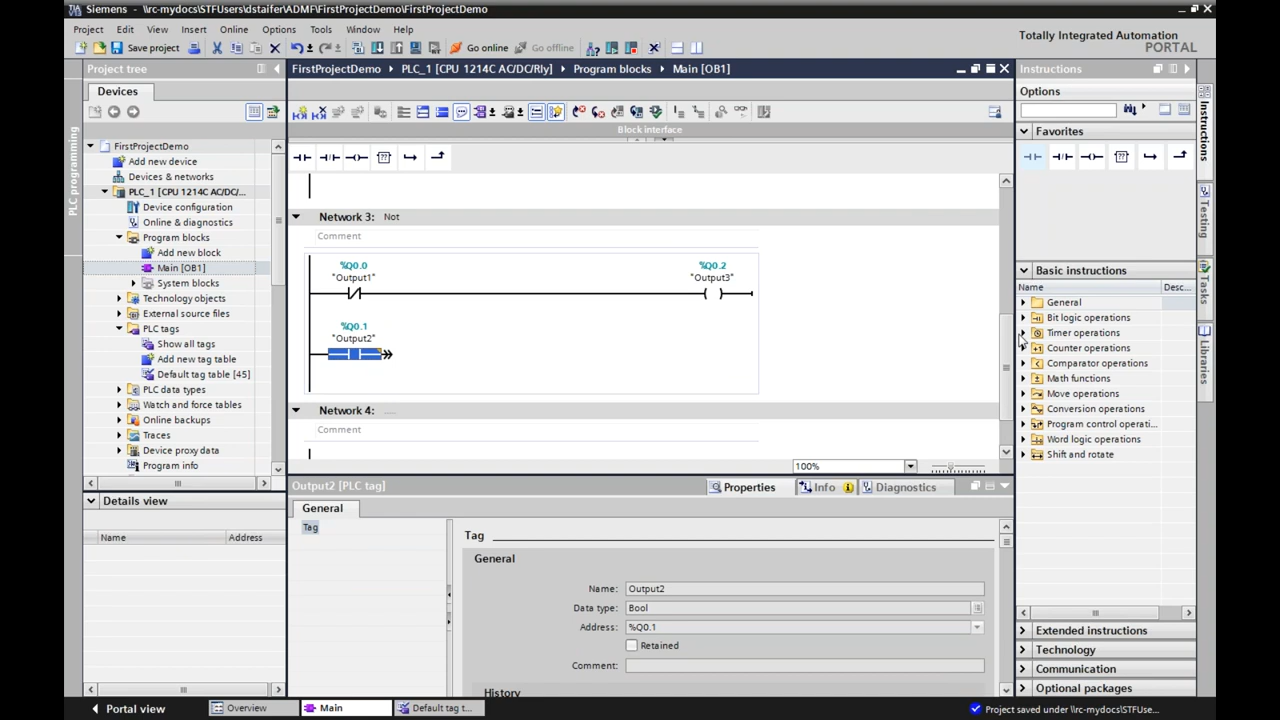 Siemens - \\rc-mydocs\STFUsers\dstaifer\ADMF\FirstProjectDemo\FirstProjectDemo
Project Edit View Insert Online Options Tools Window Help
Totally Integrated Automation
PORTAL
Save project Go online Go offline
Project tree
FirstProjectDemo PLC_1 [CPU 1214C AC/DC/Rly] Program blocks Main [OB1]
Instructions
Devices
Options
Block interface
PLC programming
FirstProjectDemo
Add new device
Devices & networks
PLC_1 [CPU 1214C AC/DC/...
Device configuration
Online & diagnostics
Program blocks
Add new block
Main [OB1]
System blocks
Technology objects
External source files
PLC tags
Show all tags
Add new tag table
Default tag table [45]
PLC data types
Watch and force tables
Online backups
Traces
Device proxy data
Program info
Details view
Name Address
Network 3: Not
Comment
%Q0.0
"Output1"
%Q0.2
"Output3"
%Q0.1
"Output2"
Network 4: .....
Comment
100%
Output2 [PLC tag]
Properties Info Diagnostics
General
Tag
Tag
General
Name: Output2
Data type: Bool
Address: %Q0.1
Retained
Comment:
History
Favorites
Basic instructions
Name Desc...
General
Bit logic operations
Timer operations
Counter operations
Comparator operations
Math functions
Move operations
Conversion operations
Program control operati...
Word logic operations
Shift and rotate
Extended instructions
Technology
Communication
Optional packages
Instructions
Testing
Tasks
Libraries
Portal view Overview Main Default tag t...
Project saved under \\rc-mydocs\STFUse...